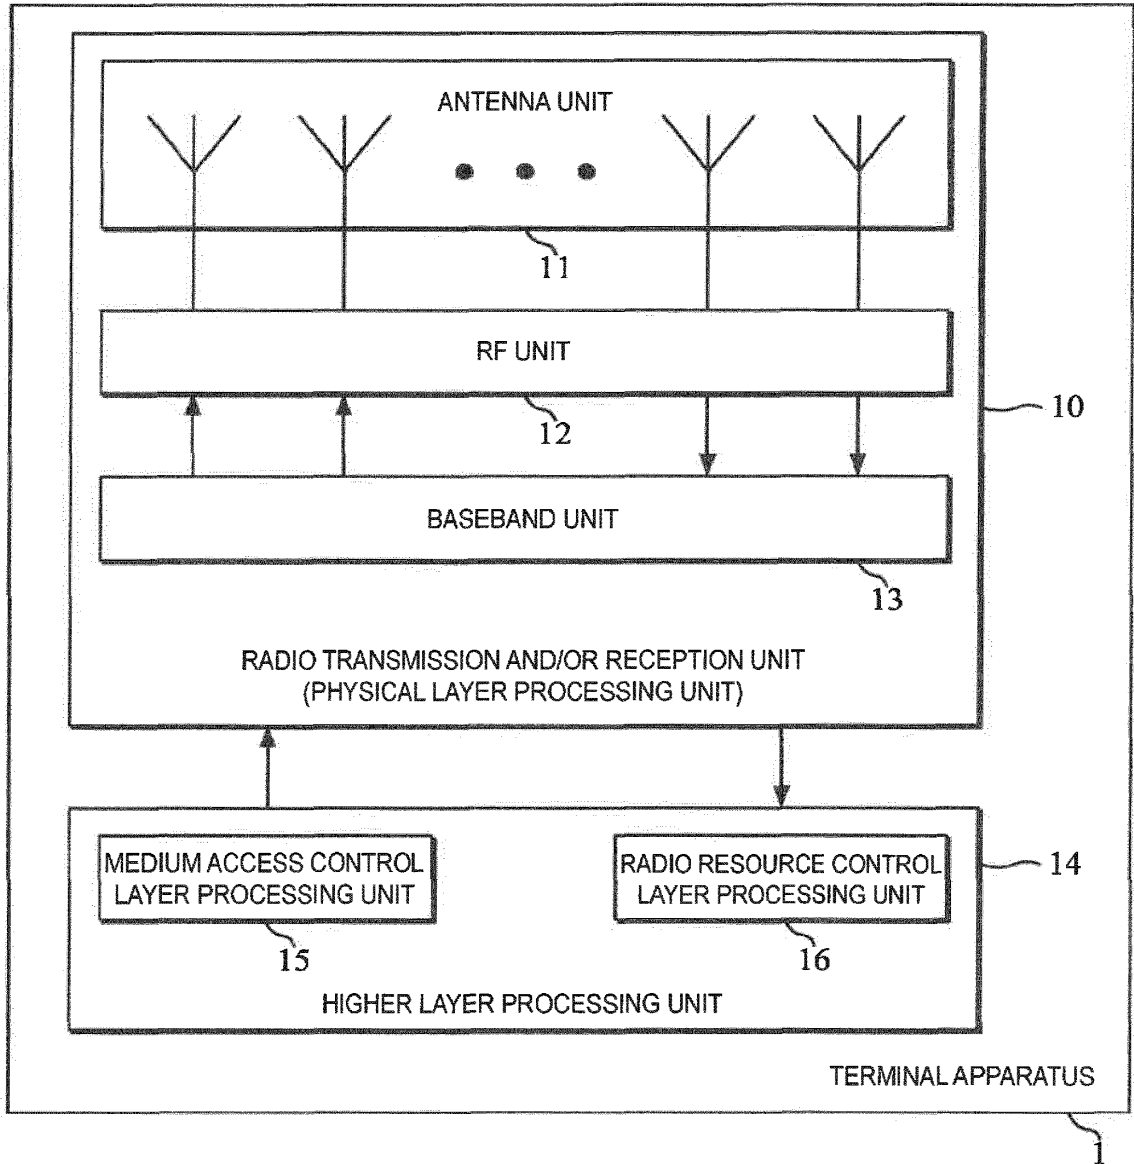 ANTENNA UNIT
11
RF UNIT
12
10
BASEBAND UNIT
13
RADIO TRANSMISSION AND/OR RECEPTION UNIT
(PHYSICAL LAYER PROCESSING UNIT)
MEDIUM ACCESS CONTROL
LAYER PROCESSING UNIT
15
RADIO RESOURCE CONTROL
LAYER PROCESSING UNIT
16
14
HIGHER LAYER PROCESSING UNIT
TERMINAL APPARATUS
1